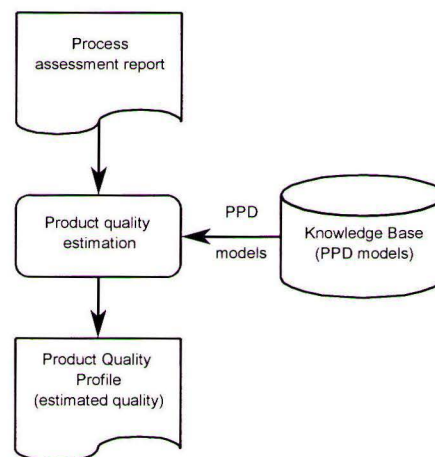 Process
assessment report
Product quality
estimation
PPD
models
Knowledge Base
(PPD models)
Product Quality
Profile
(estimated quality)